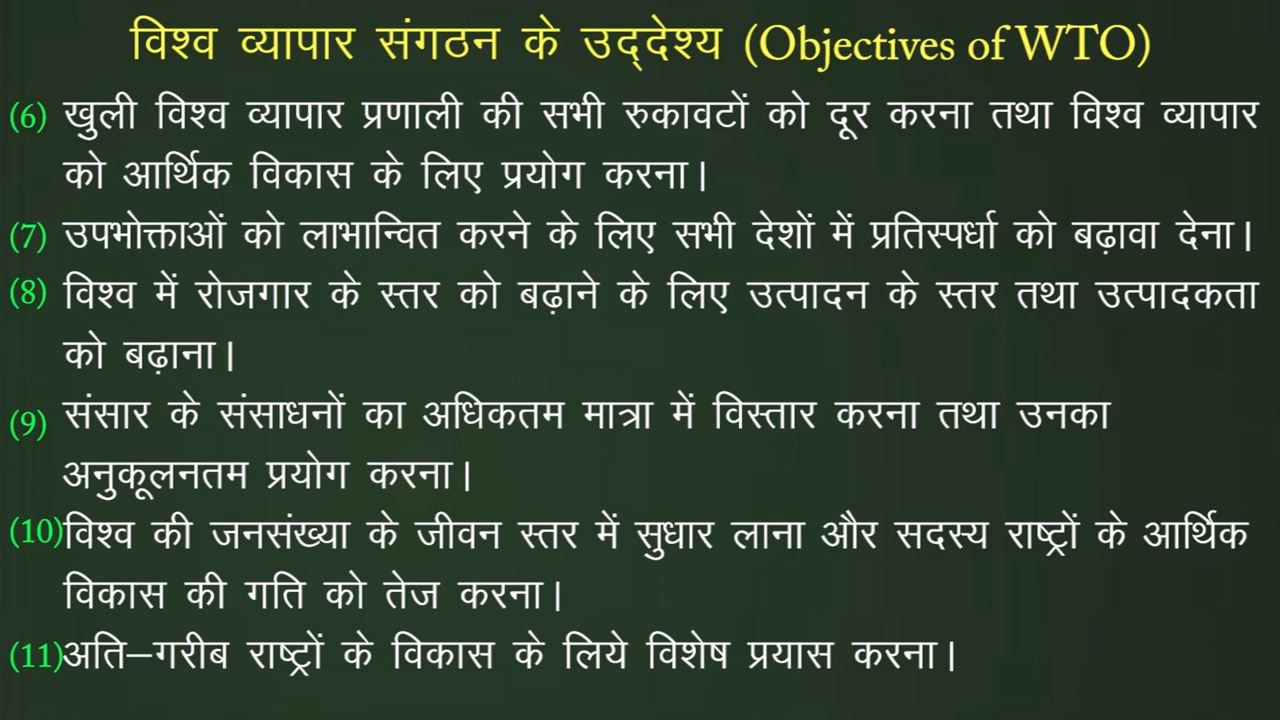 विश्व व्यापार संगठन के उद्देश्य (Objectives of WTO)
(6) खुली विश्व व्यापार प्रणाली की सभी रुकावटों को दूर करना तथा विश्व व्यापार
को आर्थिक विकास के लिए प्रयोग करना।
(7) उपभोक्ताओं को लाभान्वित करने के लिए सभी देशों में प्रतिस्पर्धा को बढ़ावा देना।
(8) विश्व में रोजगार के स्तर को बढ़ाने के लिए उत्पादन के स्तर तथा उत्पादकता
को बढ़ाना।
(9) संसार के संसाधनों का अधिकतम मात्रा में विस्तार करना तथा उनका
अनुकूलनतम प्रयोग करना।
(10) विश्व की जनसंख्या के जीवन स्तर में सुधार लाना और सदस्य राष्ट्रों के आर्थिक
विकास की गति को तेज करना।
(11) अति–गरीब राष्ट्रों के विकास के लिये विशेष प्रयास करना।